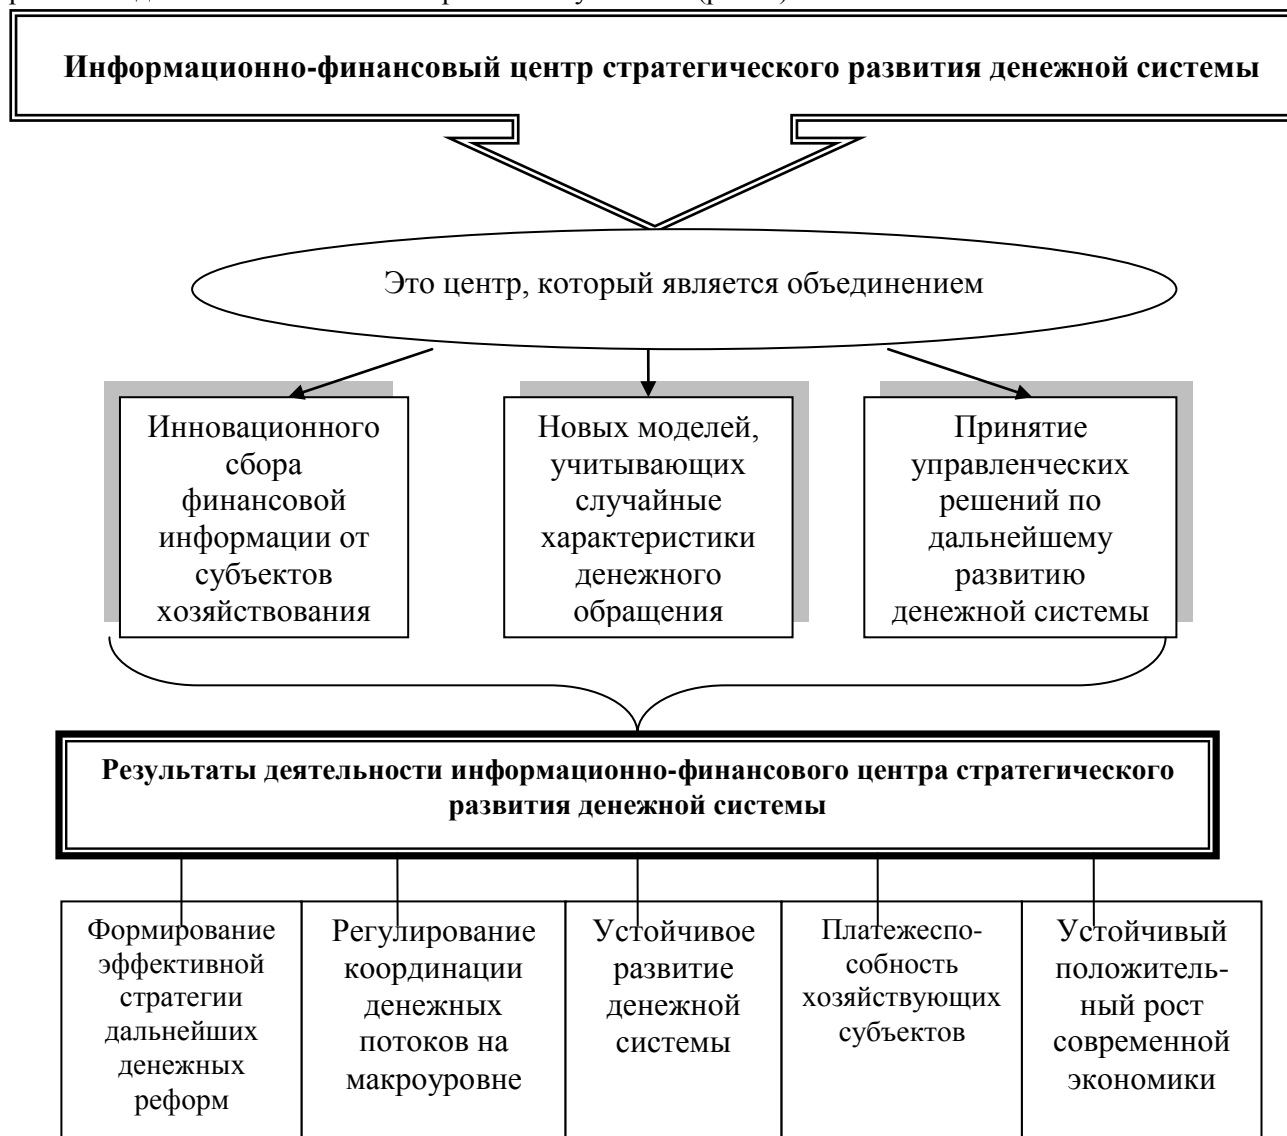 Информационно-финансовый центр стратегического развития денежной системы
Это центр, который является объединением
Инновационного
сбора
финансовой
информации от
субъектов
хозяйствования
Новых моделей,
учитывающих
случайные
характеристики
денежного
обращения
Принятие
управленческих
решений по
дальнейшему
развитию
денежной системы
Результаты деятельности информационно-финансового центра стратегического
развития денежной системы
Формирование
эффективной
стратегии
дальнейших
денежных
реформ
Регулирование
координации
денежных
потоков на
макроуровне
Устойчивое
развитие
денежной
системы
Платежеспо-
собность
хозяйствующих
субъектов
Устойчивый
положитель-
ный рост
современной
экономики